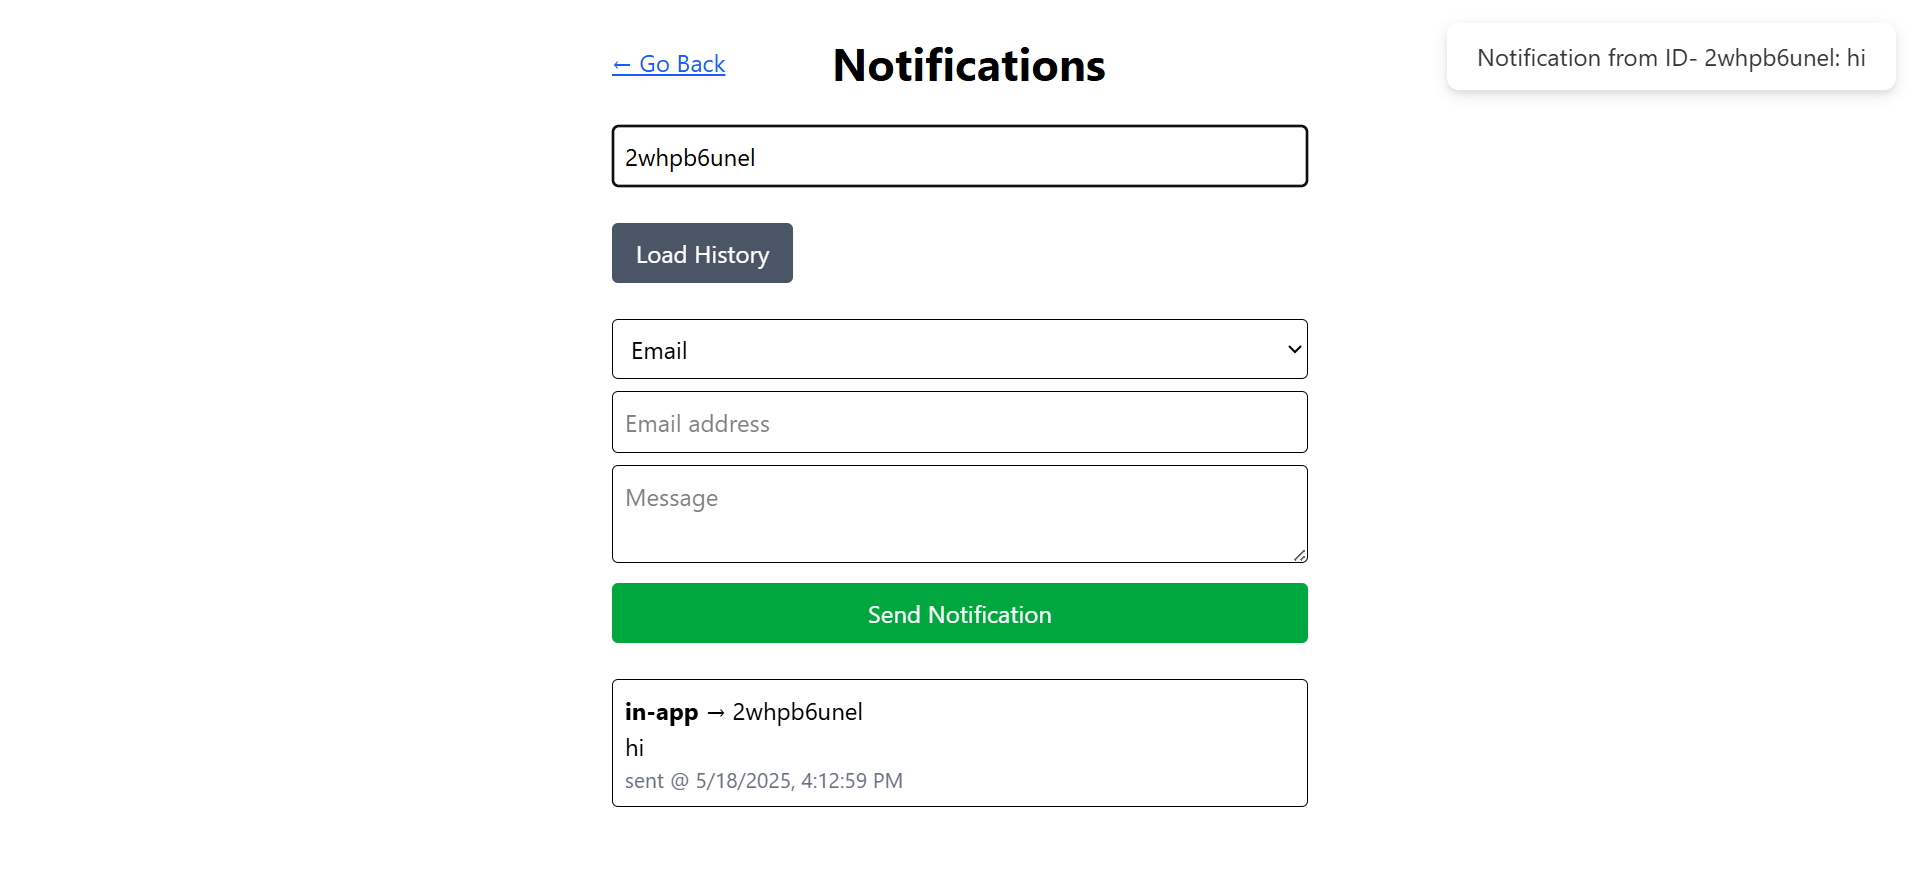 ← Go Back
Notifications
Notification from ID- 2whpb6unel: hi
2whpb6unel
Load History
Email
Email address
Message
Send Notification
in-app → 2whpb6unel
hi
sent @ 5/18/2025, 4:12:59 PM